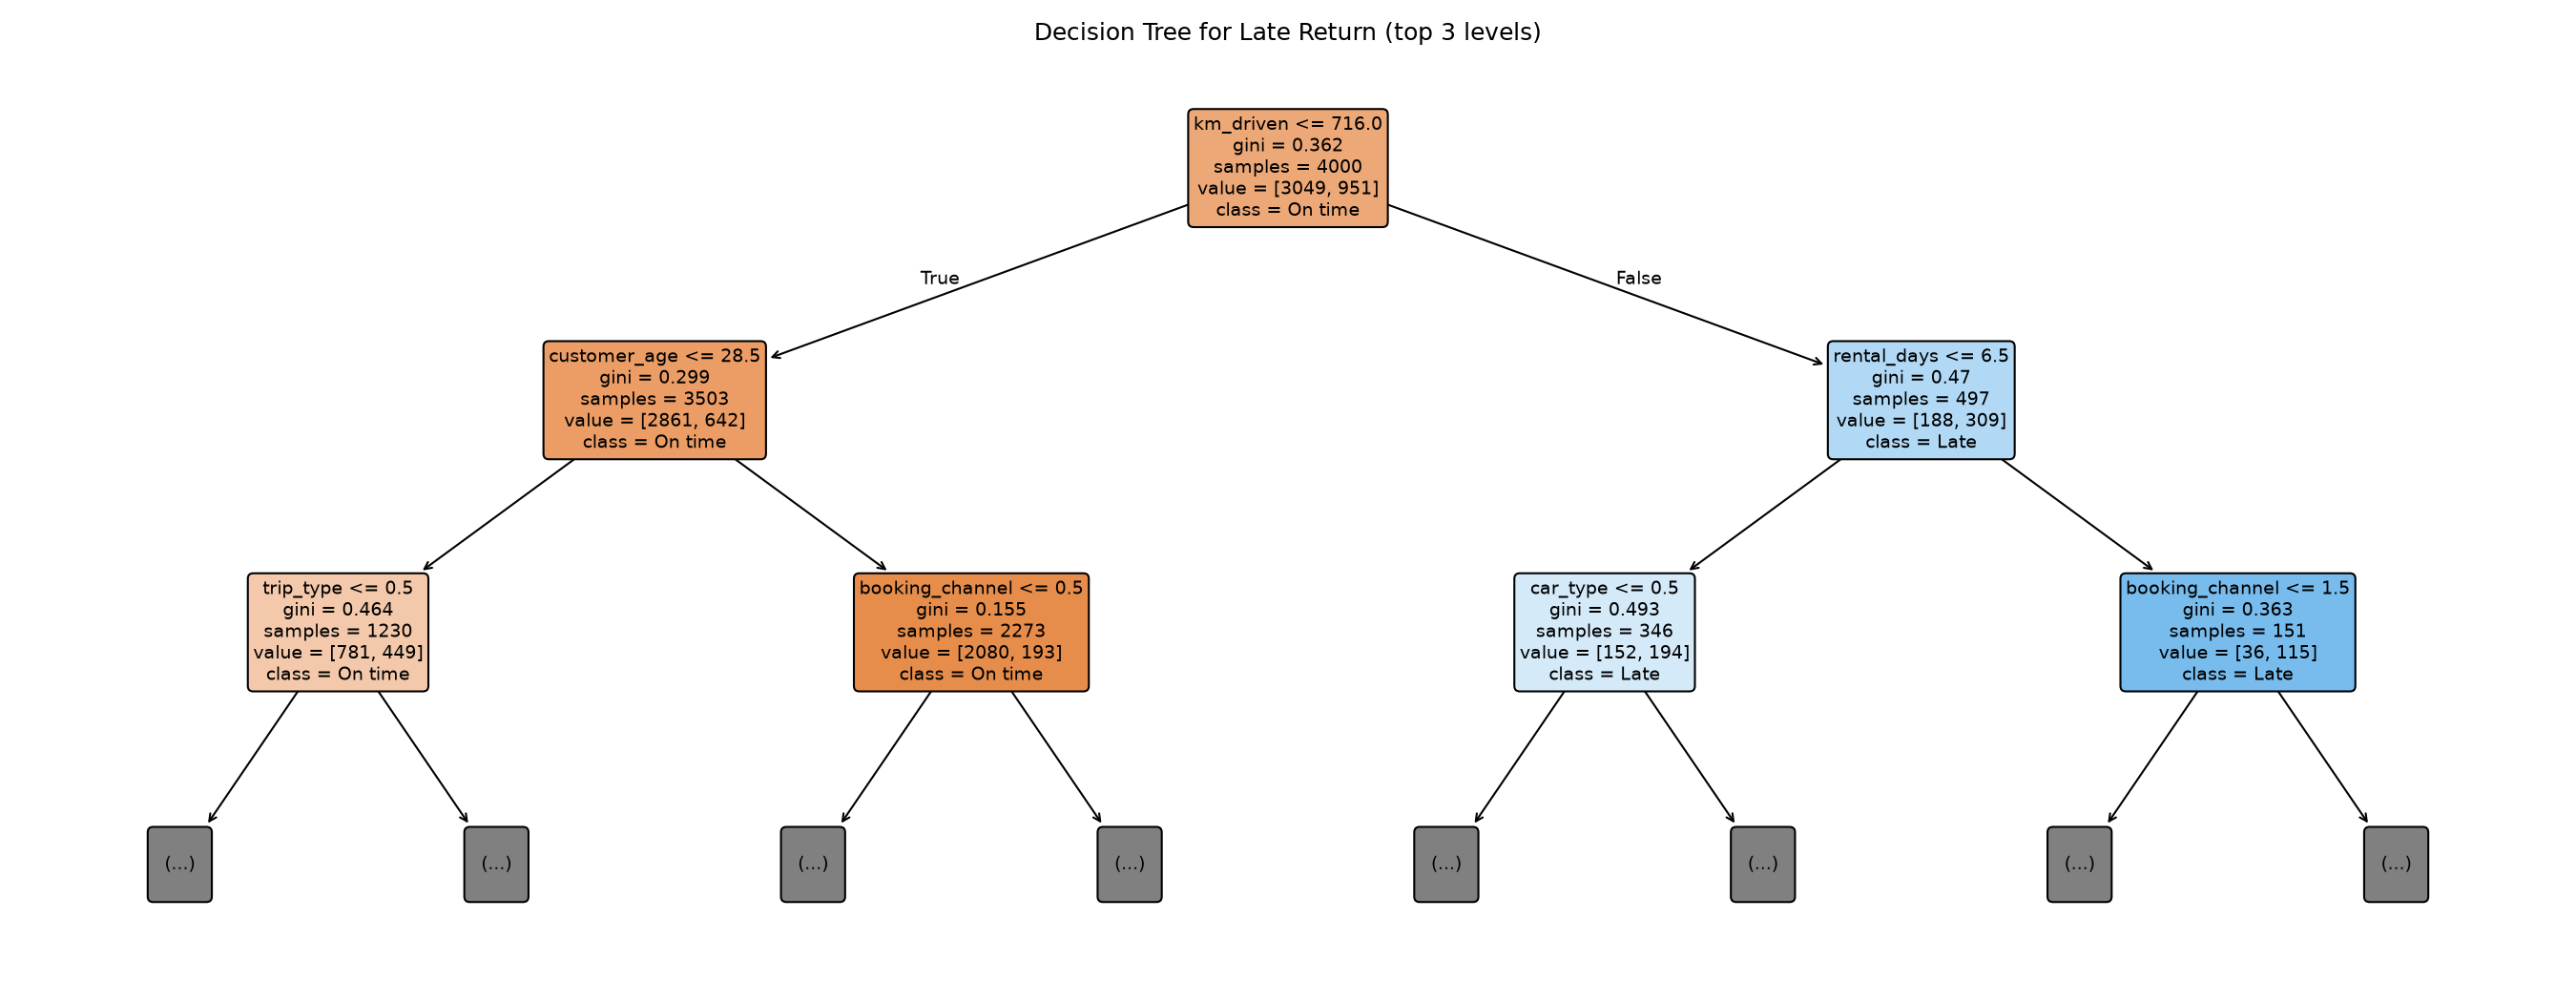 Decision Tree for Late Return (top 3 levels)
km_driven <= 716.0
gini = 0.362
samples = 4000
value = [3049, 951]
class = On time
True
False
customer_age <= 28.5
gini = 0.299
samples = 3503
value = [2861, 642]
class = On time
rental_days <= 6.5
gini = 0.47
samples = 497
value = [188, 309]
class = Late
trip_type <= 0.5
gini = 0.464
samples = 1230
value = [781, 449]
class = On time
booking_channel <= 0.5
gini = 0.155
samples = 2273
value = [2080, 193]
class = On time
car_type <= 0.5
gini = 0.493
samples = 346
value = [152, 194]
class = Late
booking_channel <= 1.5
gini = 0.363
samples = 151
value = [36, 115]
class = Late
(...)
(...)
(...)
(...)
(...)
(...)
(...)
(...)